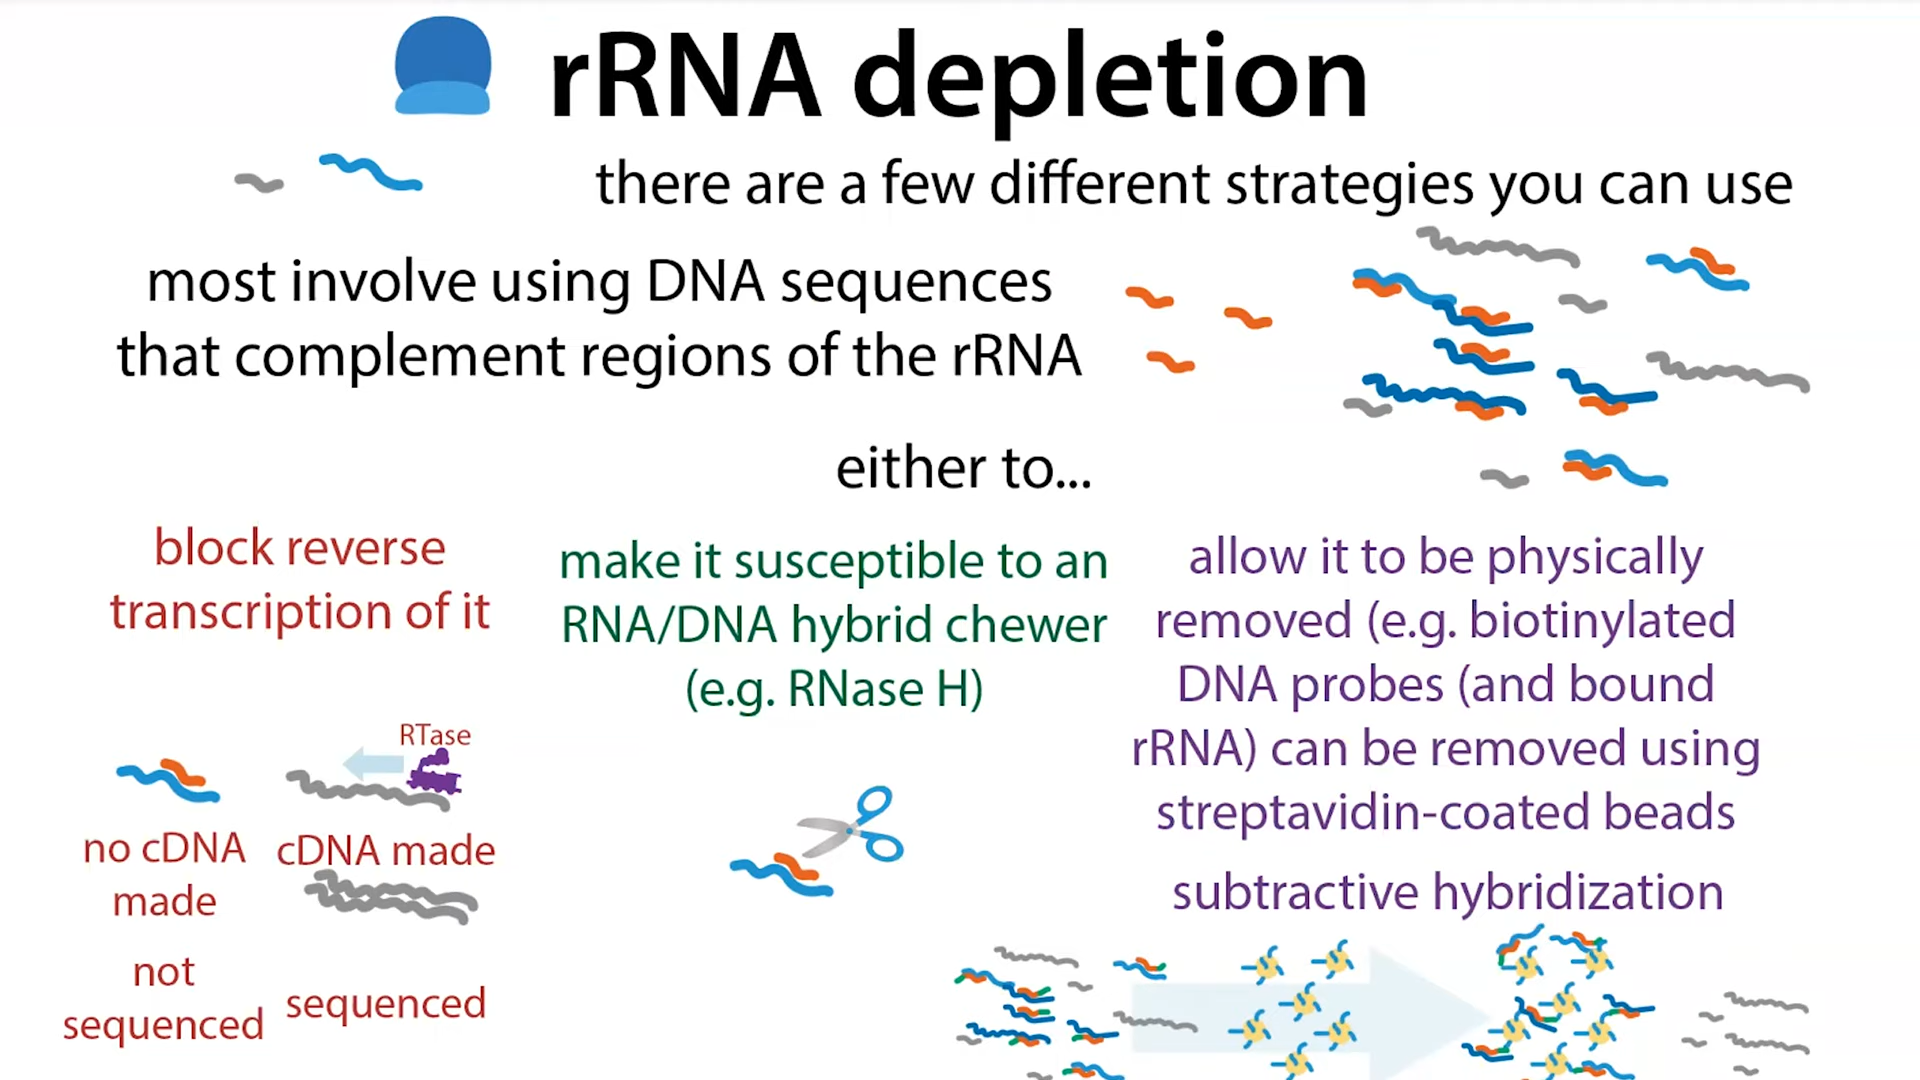 rRNA depletion
there are a few different strategies you can use
most involve using DNA sequences
that complement regions of the rRNA
either to...
block reverse
transcription of it
RTase
no cDNA
made
cDNA made
not
sequenced
sequenced
make it susceptible to an
RNA/DNA hybrid chewer
(e.g. RNase H)
allow it to be physically
removed (e.g. biotinylated
DNA probes (and bound
rRNA) can be removed using
streptavidin-coated beads
subtractive hybridization